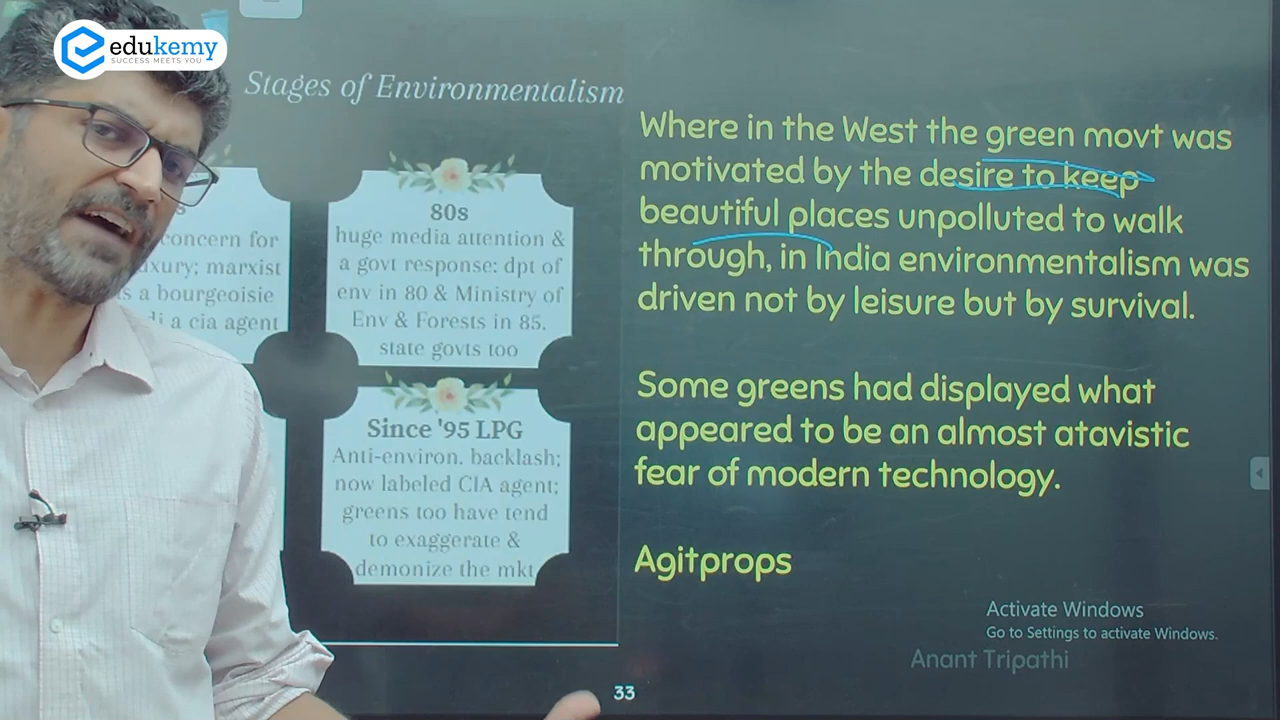 edukemy
SUCCESS MEETS YOU
Stages of Environmentalism
concern for
luxury; marxist
as a bourgeoisie
a cia agent
80s
huge media attention &
a govt response: dpt of
env in 80 & Ministry of
Env & Forests in 85.
state govts too
Since '95 LPG
Anti-environ. backlash;
now labeled CIA agent;
greens too have tend
to exaggerate &
demonize the mkt
Where in the West the green movt was
motivated by the desire to keep
beautiful places unpolluted to walk
through, in India environmentalism was
driven not by leisure but by survival.
Some greens had displayed what
appeared to be an almost atavistic
fear of modern technology.
Agitprops
Activate Windows
Go to Settings to activate Windows.
Anant Tripathi
33